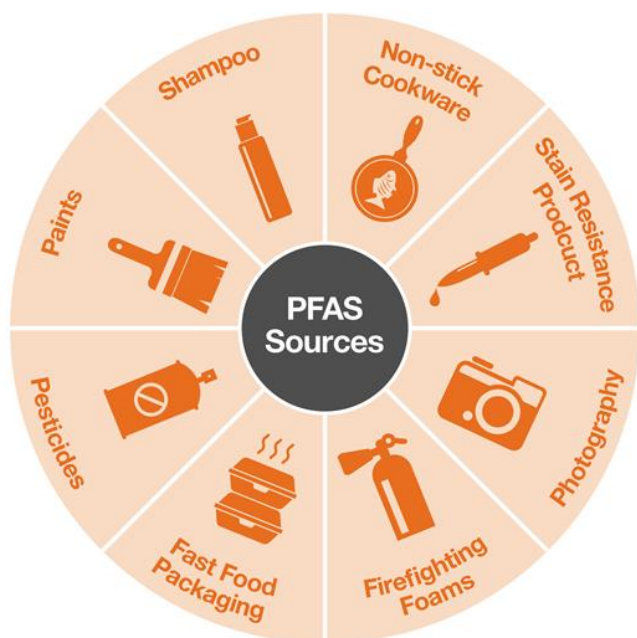 PFAS
Sources
Non-stick
Cookware
Stain Resistance
Prodcuct
Photography
Firefighting
Foams
Fast Food
Packaging
Pesticides
Paints
Shampoo